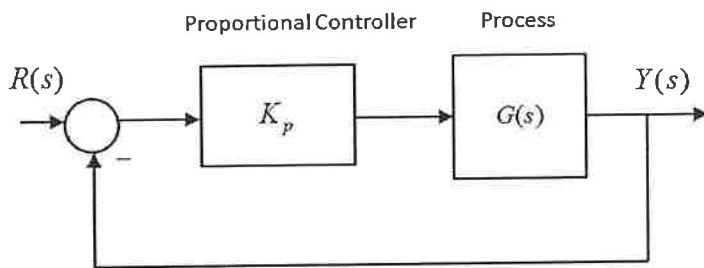 Proportional Controller Process
R(s) Y(s)
K_p G(s)
−